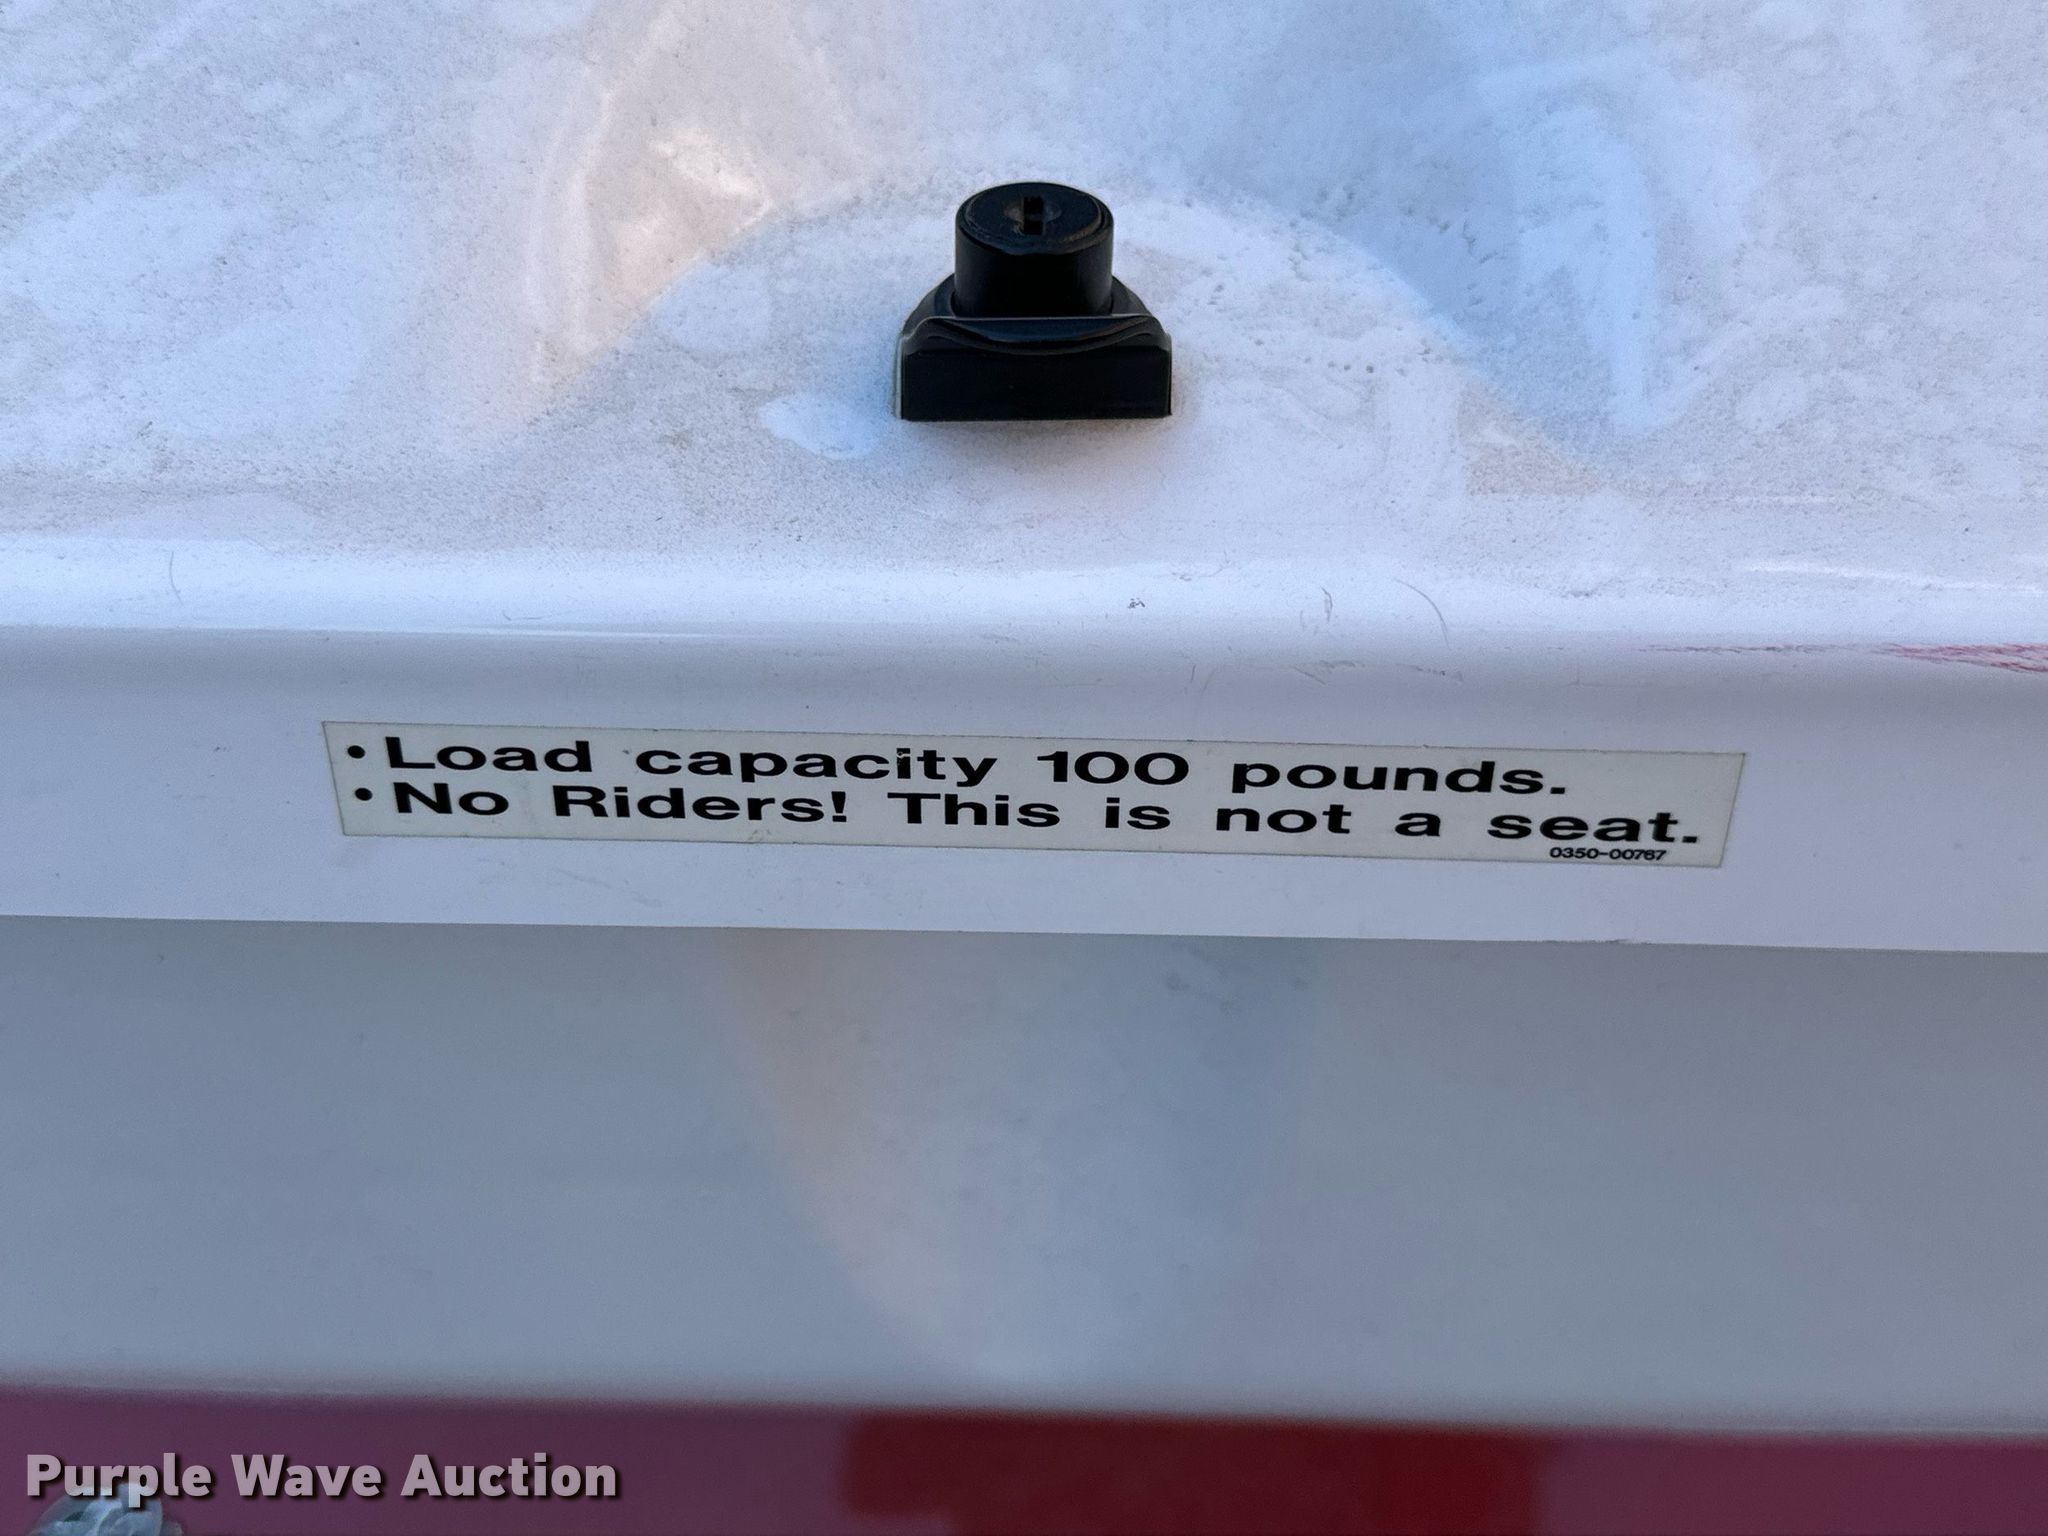 • Load capacity 100 pounds.
• No Riders! This is not a seat.
0350-00767
Purple Wave Auction